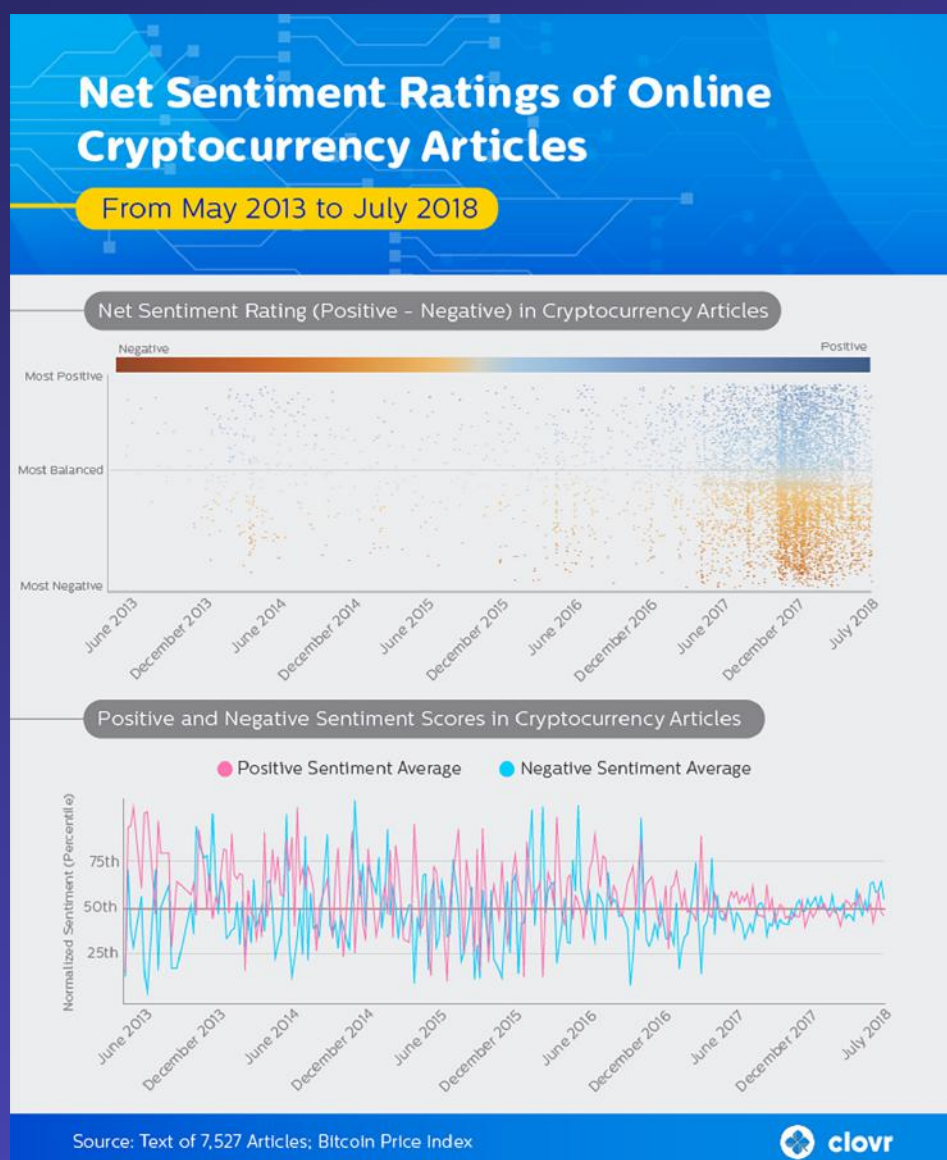 Net Sentiment Ratings of Online
Cryptocurrency Articles
From May 2013 to July 2018
Net Sentiment Rating (Positive - Negative) in Cryptocurrency Articles
Negative
Positive
Most Positive
Most Balanced
Most Negative
June 2013
December 2013
June 2014
December 2014
June 2015
December 2015
June 2016
December 2016
June 2017
December 2017
July 2018
Positive and Negative Sentiment Scores in Cryptocurrency Articles
Positive Sentiment Average
Negative Sentiment Average
Normalized Sentiment (Percentile)
75th
50th
25th
June 2013
December 2013
June 2014
December 2014
June 2015
December 2015
June 2016
December 2016
June 2017
December 2017
July 2018
Source: Text of 7,527 Articles; Bitcoin Price Index
clovr